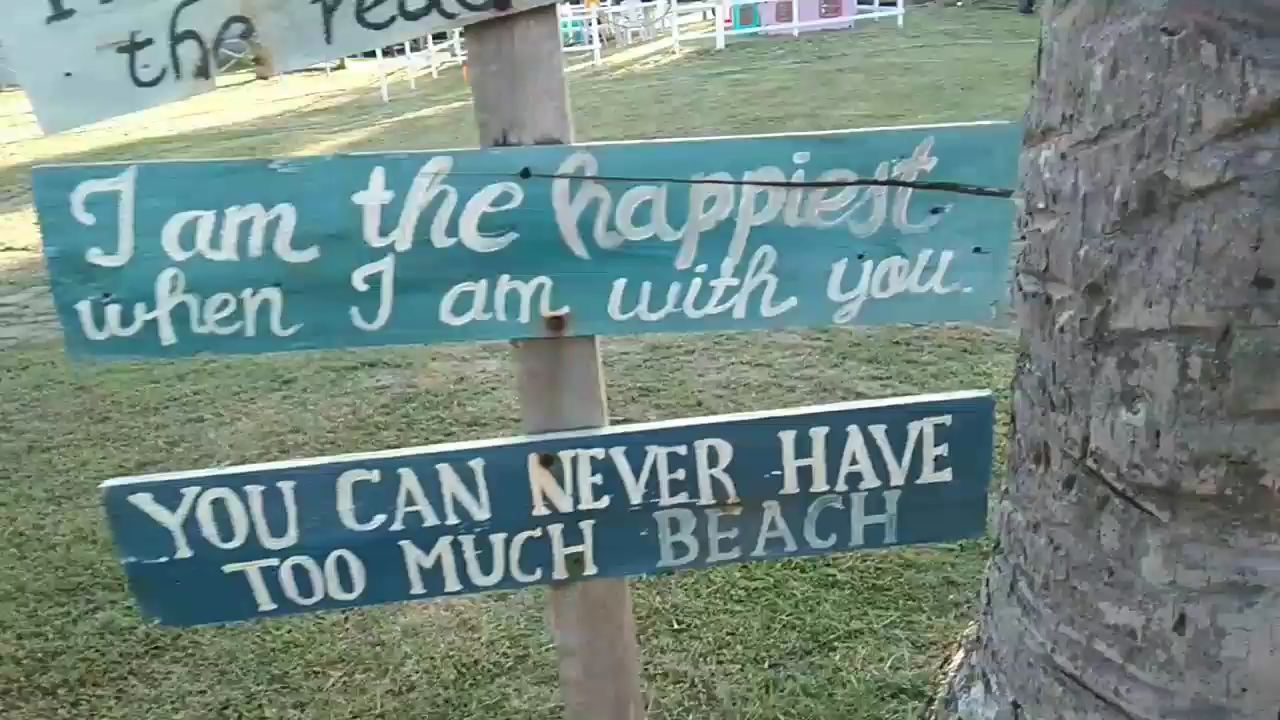 the
I am the happiest
when I am with you.
YOU CAN NEVER HAVE
TOO MUCH BEACH